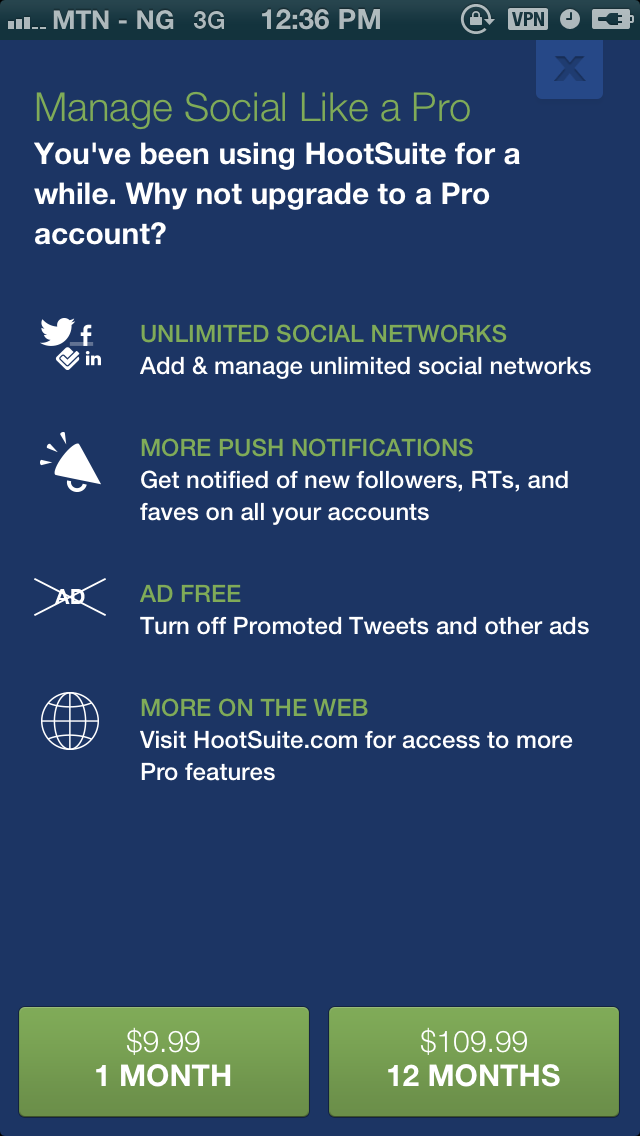 MTN - NG 3G 12:36 PM VPN
X
Manage Social Like a Pro
You've been using HootSuite for a
while. Why not upgrade to a Pro
account?
f
in
UNLIMITED SOCIAL NETWORKS
Add & manage unlimited social networks
MORE PUSH NOTIFICATIONS
Get notified of new followers, RTs, and
faves on all your accounts
AD
AD FREE
Turn off Promoted Tweets and other ads
MORE ON THE WEB
Visit HootSuite.com for access to more
Pro features
$9.99
1 MONTH
$109.99
12 MONTHS